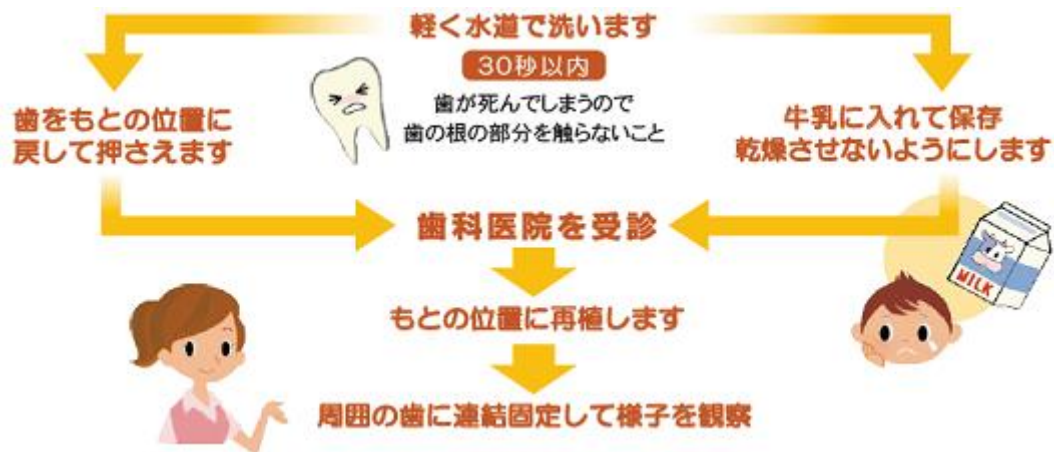 軽く水道で洗います
30秒以内
歯が死んでしまうので
歯の根の部分を触らないこと
歯をもとの位置に
戻して押さえます
牛乳に入れて保存
乾燥させないようにします
MILK
歯科医院を受診
もとの位置に再植します
周囲の歯に連結固定して様子を観察